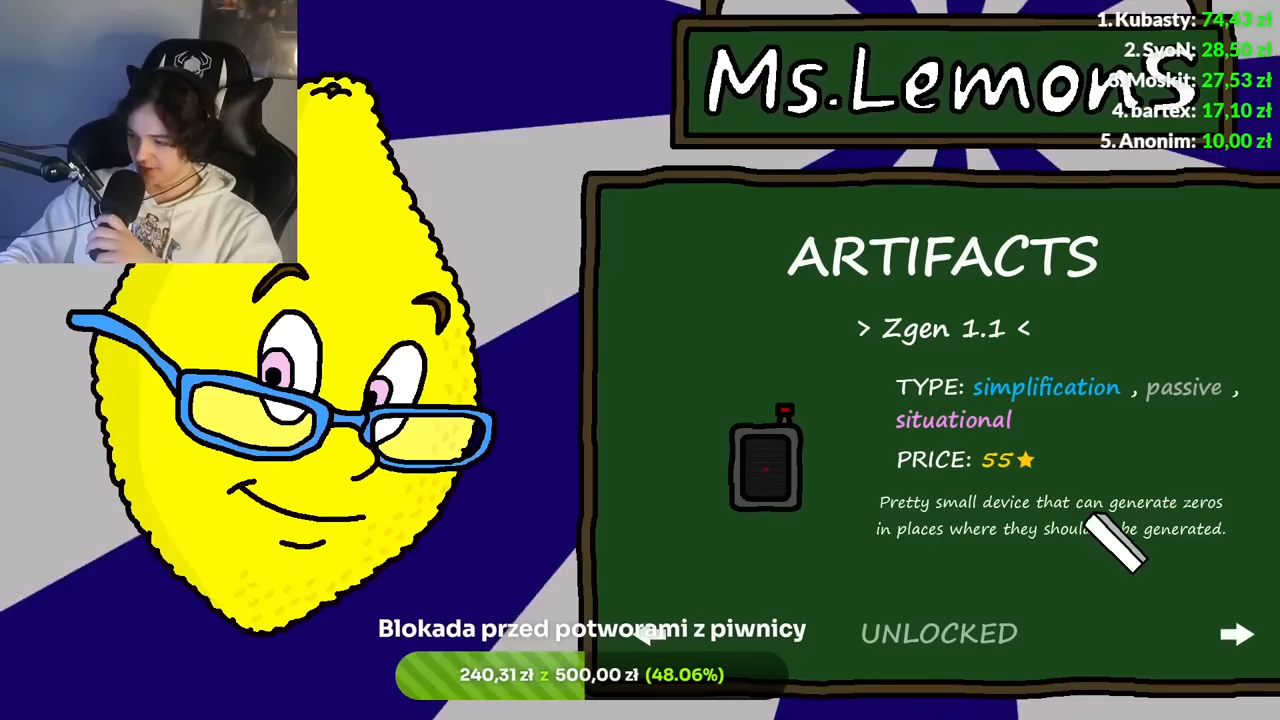 1. Kubasty: 74,43 zł
2. SvoN: 28,50 zł
3. Moskit: 27,53 zł
4. bartex: 17,10 zł
5. Anonim: 10,00 zł
Ms.LemonS
ARTIFACTS
> Zgen 1.1 <
TYPE: simplification , passive ,
situational
PRICE: 55
Pretty small device that can generate zeros
in places where they be generated.
UNLOCKED
Blokada przed potworami z piwnicy
240,31 zł z 500,00 zł (48.06%)